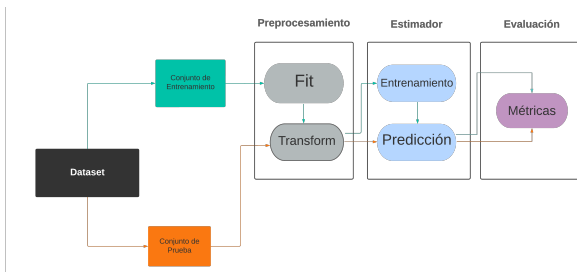 Preprocesamiento
Estimador
Evaluación
Conjunto de
Entrenamiento
Fit
Entrenamiento
Métricas
Transform
Predicción
Dataset
Conjunto de
Prueba